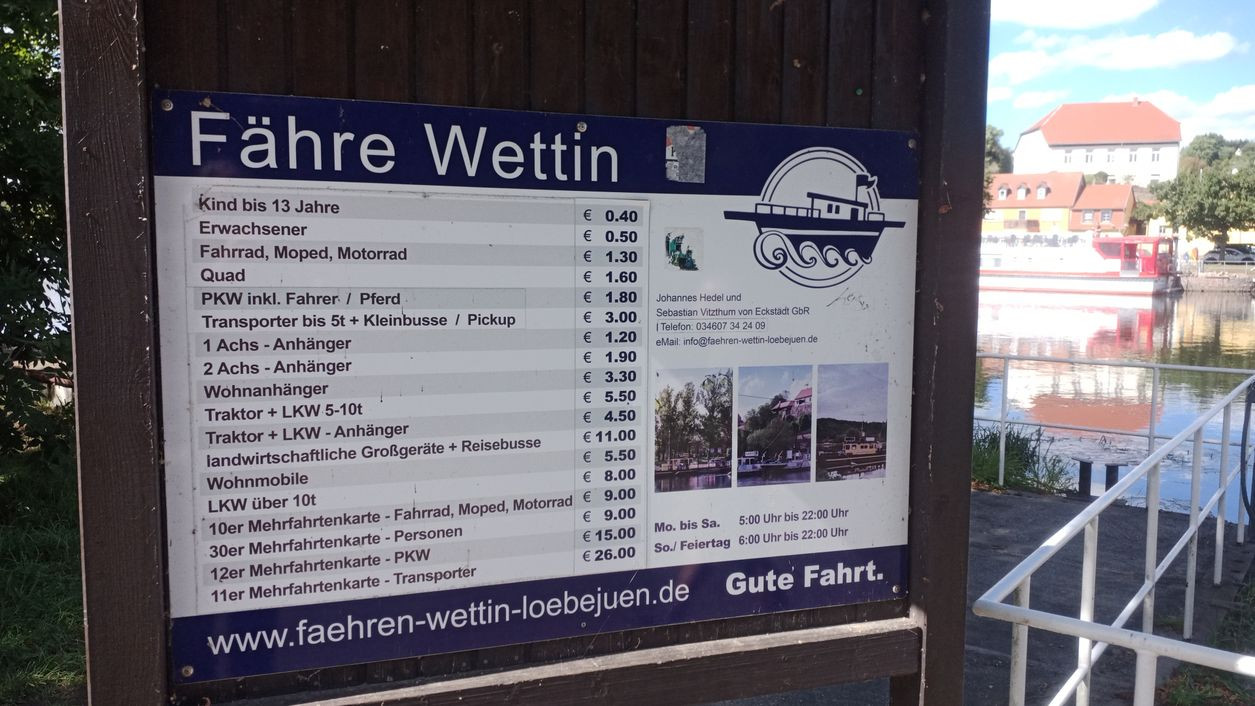 Fähre Wettin
Kind bis 13 Jahre € 0.40
Erwachsener € 0.50
Fahrrad, Moped, Motorrad € 1.30
Quad € 1.60
PKW inkl. Fahrer / Pferd € 1.80
Transporter bis 5t + Kleinbusse / Pickup € 3.00
1 Achs - Anhänger € 1.20
2 Achs - Anhänger € 1.90
Wohnanhänger € 3.30
Traktor + LKW 5-10t € 5.50
Traktor + LKW - Anhänger € 4.50
landwirtschaftliche Großgeräte + Reisebusse € 11.00
Wohnmobile € 5.50
LKW über 10t € 8.00
10er Mehrfahrtenkarte - Fahrrad, Moped, Motorrad € 9.00
30er Mehrfahrtenkarte - Personen € 9.00
12er Mehrfahrtenkarte - PKW € 15.00
11er Mehrfahrtenkarte - Transporter € 26.00
Johannes Hedel und
Sebastian Vitzthum von Eckstädt GbR
| Telefon: 034607 34 24 09
eMail: info@faehren-wettin-loebejuen.de
Mo. bis Sa. 5:00 Uhr bis 22:00 Uhr
So./ Feiertag 6:00 Uhr bis 22:00 Uhr
www.faehren-wettin-loebejuen.de
Gute Fahrt.